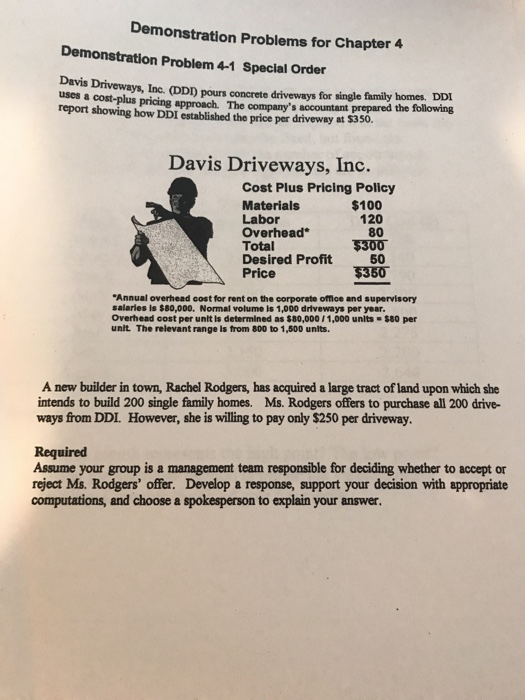 Demonstration Problems for Chapter 4
Demonstration Problem 4-1 Special Order
Davis Driveways, Inc. (DDI) pours concrete driveways for single family homes. DDI
uses a cost-plus pricing approach. The company's accountant prepared the following
report showing how DDI established the price per driveway at $350.
Davis Driveways, Inc.
Cost Plus Pricing Policy
Materials $100
Labor 120
Overhead* 80
Total $300
Desired Profit 50
Price $350
*Annual overhead cost for rent on the corporate office and supervisory
salaries is $80,000. Normal volume is 1,000 driveways per year.
Overhead cost per unit is determined as $80,000 / 1,000 units = $80 per
unit. The relevant range is from 800 to 1,500 units.
A new builder in town, Rachel Rodgers, has acquired a large tract of land upon which she
intends to build 200 single family homes. Ms. Rodgers offers to purchase all 200 drive-
ways from DDI. However, she is willing to pay only $250 per driveway.
Required
Assume your group is a management team responsible for deciding whether to accept or
reject Ms. Rodgers' offer. Develop a response, support your decision with appropriate
computations, and choose a spokesperson to explain your answer.